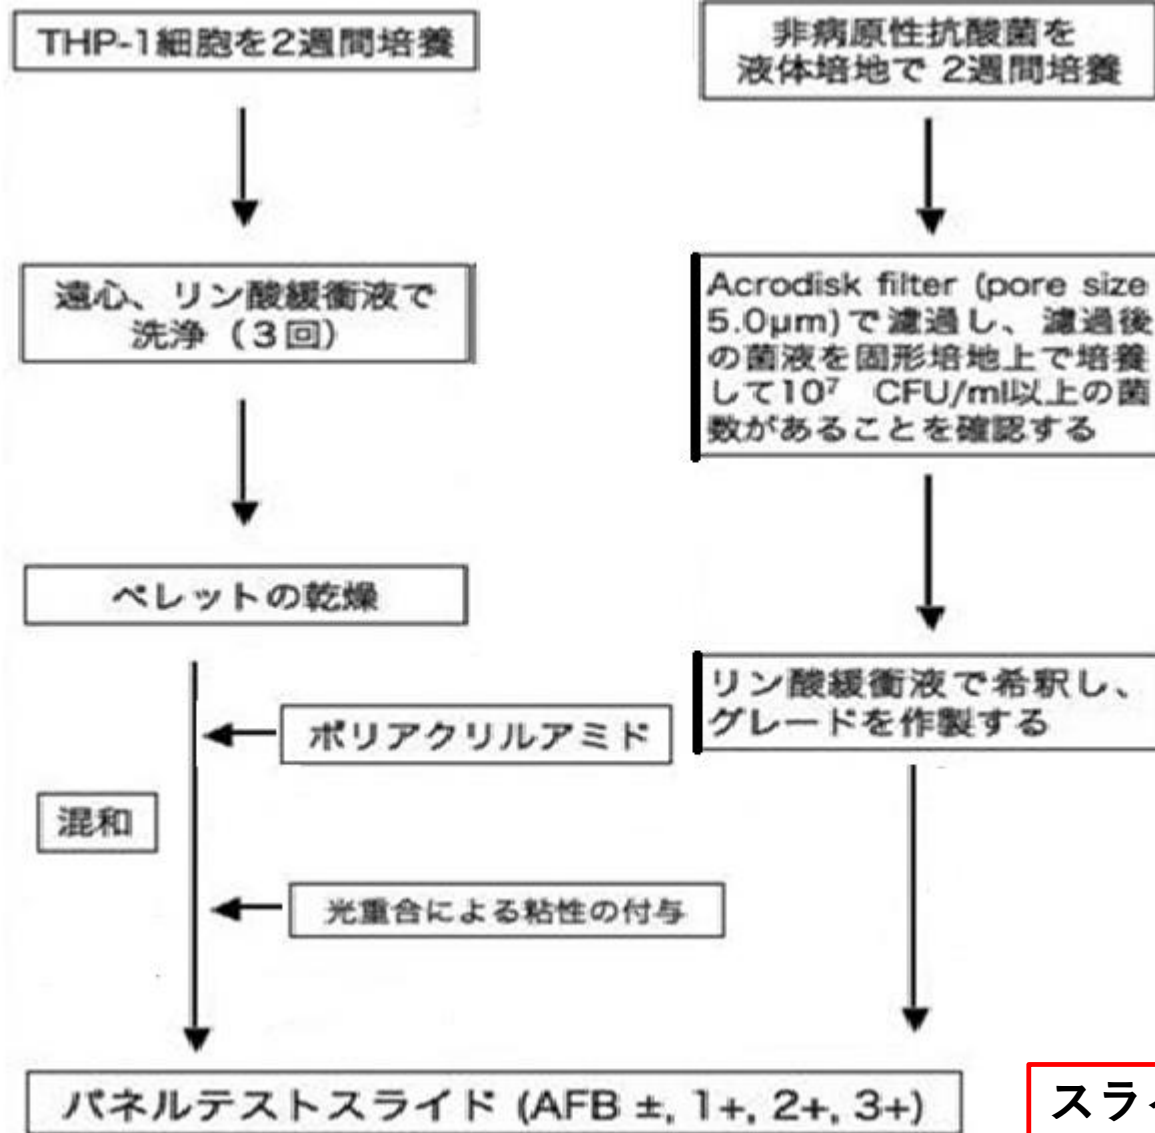 THP-1細胞を2週間培養
遠心、リン酸緩衝液で
洗浄（3回）
ペレットの乾燥
ポリアクリルアミド
混和
光重合による粘性の付与
非病原性抗酸菌を
液体培地で 2週間培養
Acrodisk filter (pore size
5.0μm)で濾過し、濾過後
の菌液を固形培地上で培養
して10⁷ CFU/ml以上の菌
数があることを確認する
リン酸緩衝液で希釈し、
グレードを作製する
パネルテストスライド (AFB ±, 1+, 2+, 3+)
スラ